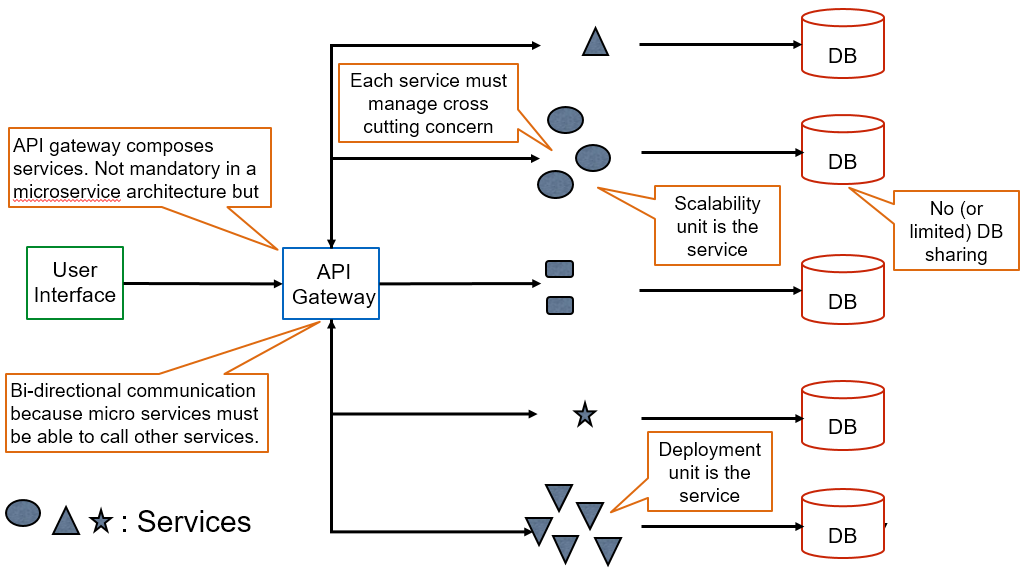 DB
Each service must
manage cross
cutting concern
API gateway composes
services. Not mandatory in a
microservice architecture but
DB
Scalability
unit is the
service
No (or
limited) DB
sharing
User
Interface
API
Gateway
DB
Bi-directional communication
because micro services must
be able to call other services.
DB
Deployment
unit is the
service
: Services
DB